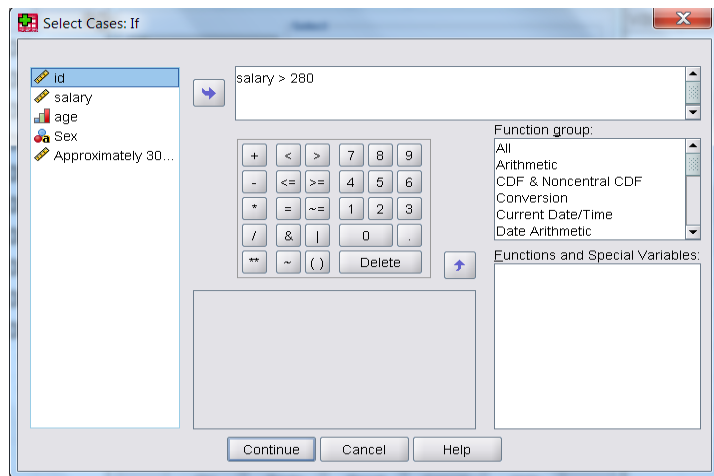 Select Cases: If
id
salary
age
Sex
Approximately 30...
salary > 280
+ < > 7 8 9
- <= >= 4 5 6
* = ~= 1 2 3
/ & | 0 .
** ~ ( ) Delete
Function group:
All
Arithmetic
CDF & Noncentral CDF
Conversion
Current Date/Time
Date Arithmetic
Functions and Special Variables:
Continue Cancel Help